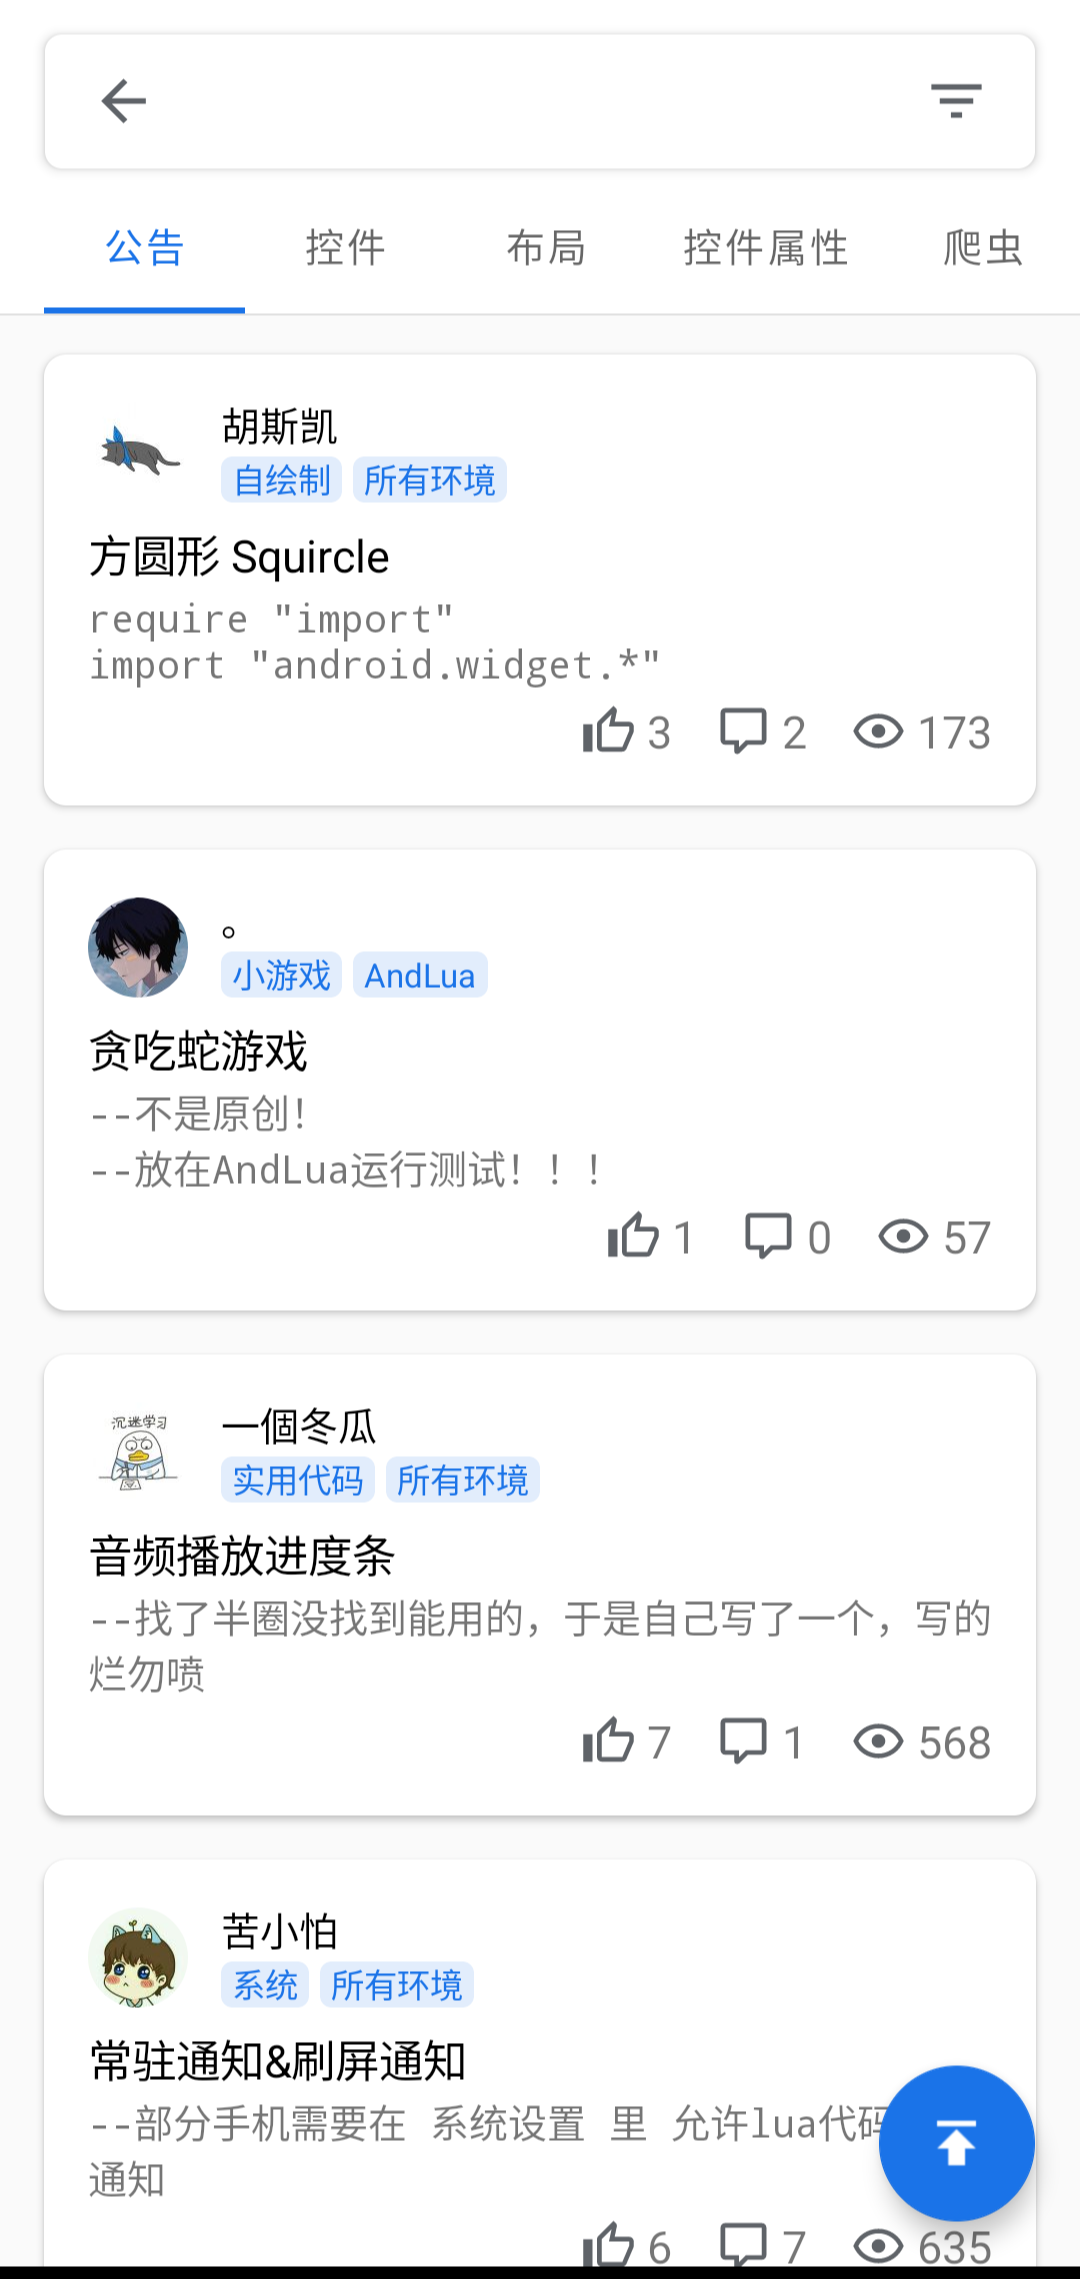 公告 控件 布局 控件属性 爬虫
胡斯凯
自绘制 所有环境
方圆形 Squircle
require "import"
import "android.widget.*"
3 2 173
。
小游戏 AndLua
贪吃蛇游戏
--不是原创!
--放在AndLua运行测试！！！
1 0 57
沉迷学习
一個冬瓜
实用代码 所有环境
音频播放进度条
--找了半圈没找到能用的，于是自己写了一个，写的
烂勿喷
7 1 568
苦小怕
系统 所有环境
常驻通知&刷屏通知
--部分手机需要在 系统设置 里 允许lua代码
通知
6 7 635